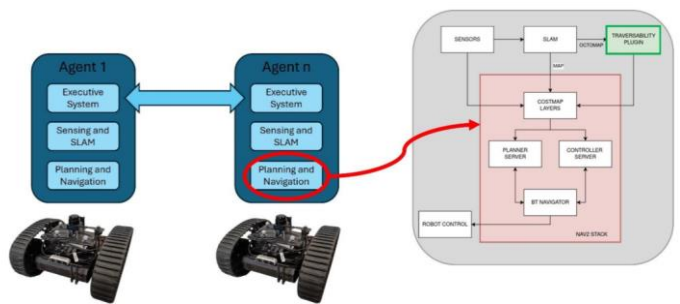 Agent 1
Executive
System
Sensing and
SLAM
Planning and
Navigation
Agent n
Executive
System
Sensing and
SLAM
Planning and
Navigation
SENSORS
SLAM
TRAVERSABILITY
PLUGIN
OCTOMAP
MAP
COSTMAP
LAYERS
PLANNER
SERVER
CONTROLLER
SERVER
BT NAVIGATOR
ROBOT CONTROL
NAV2 STACK